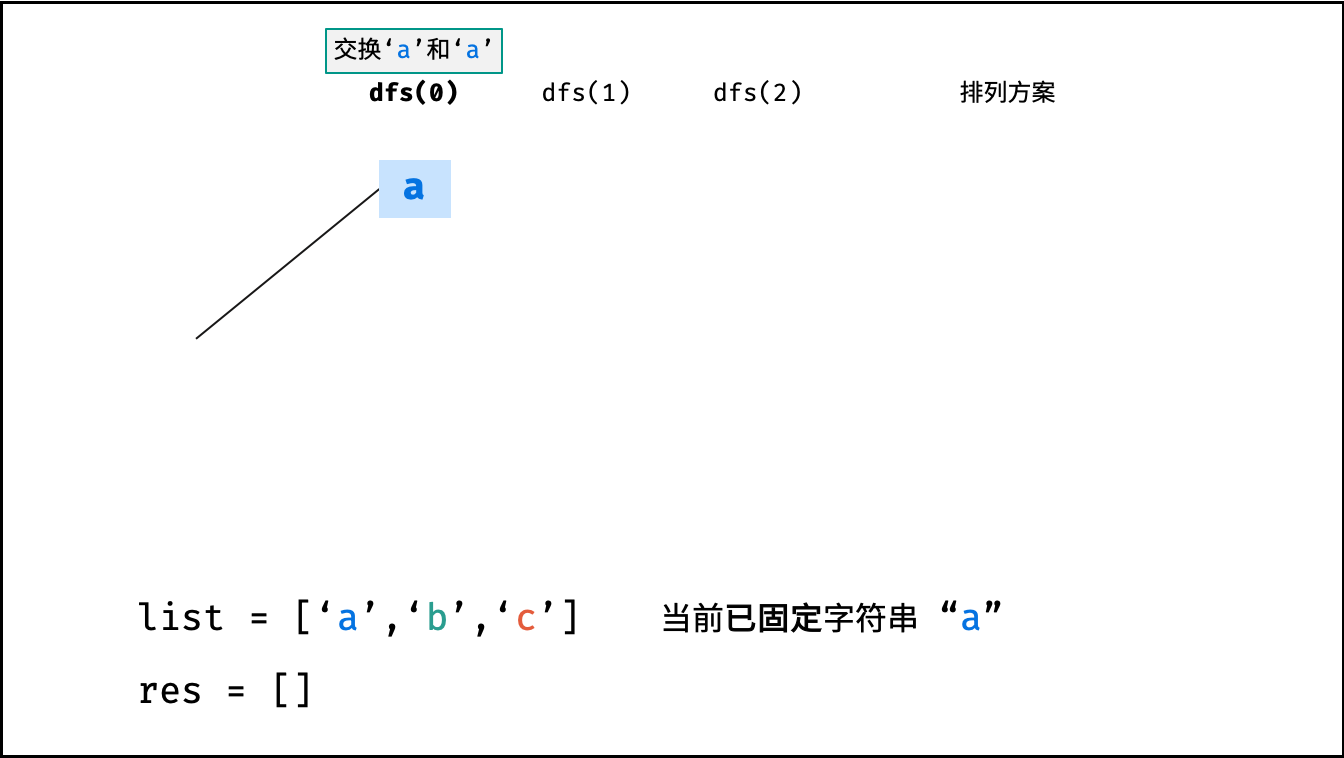 交换‘a’和‘a’
dfs(0) dfs(1) dfs(2) 排列方案
a
list = [‘a’,‘b’,‘c’] 当前已固定字符串 “a”
res = []